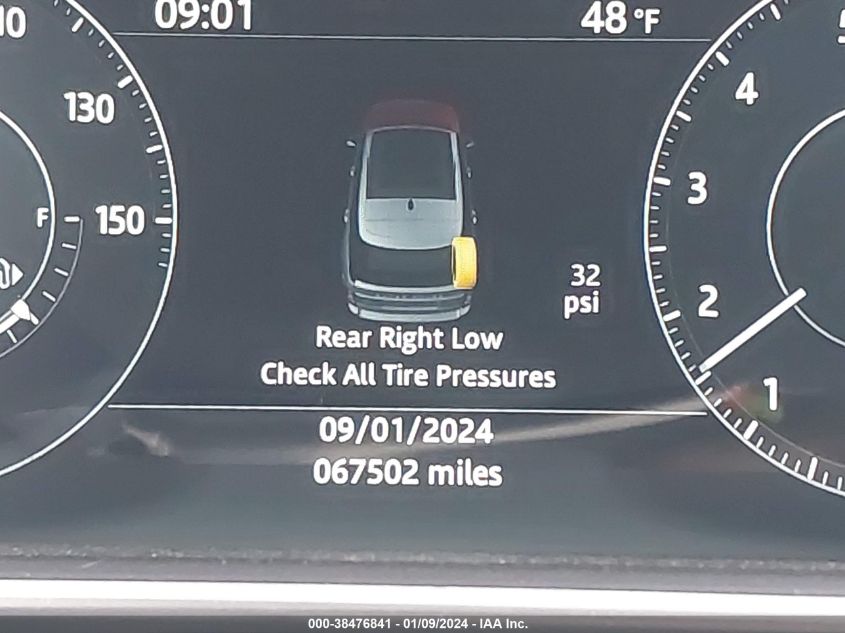 09:01
48 °F
10
130
F
150
4
3
2
1
32
psi
Rear Right Low
Check All Tire Pressures
09/01/2024
067502 miles
000-38476841 - 01/09/2024 - IAA Inc.